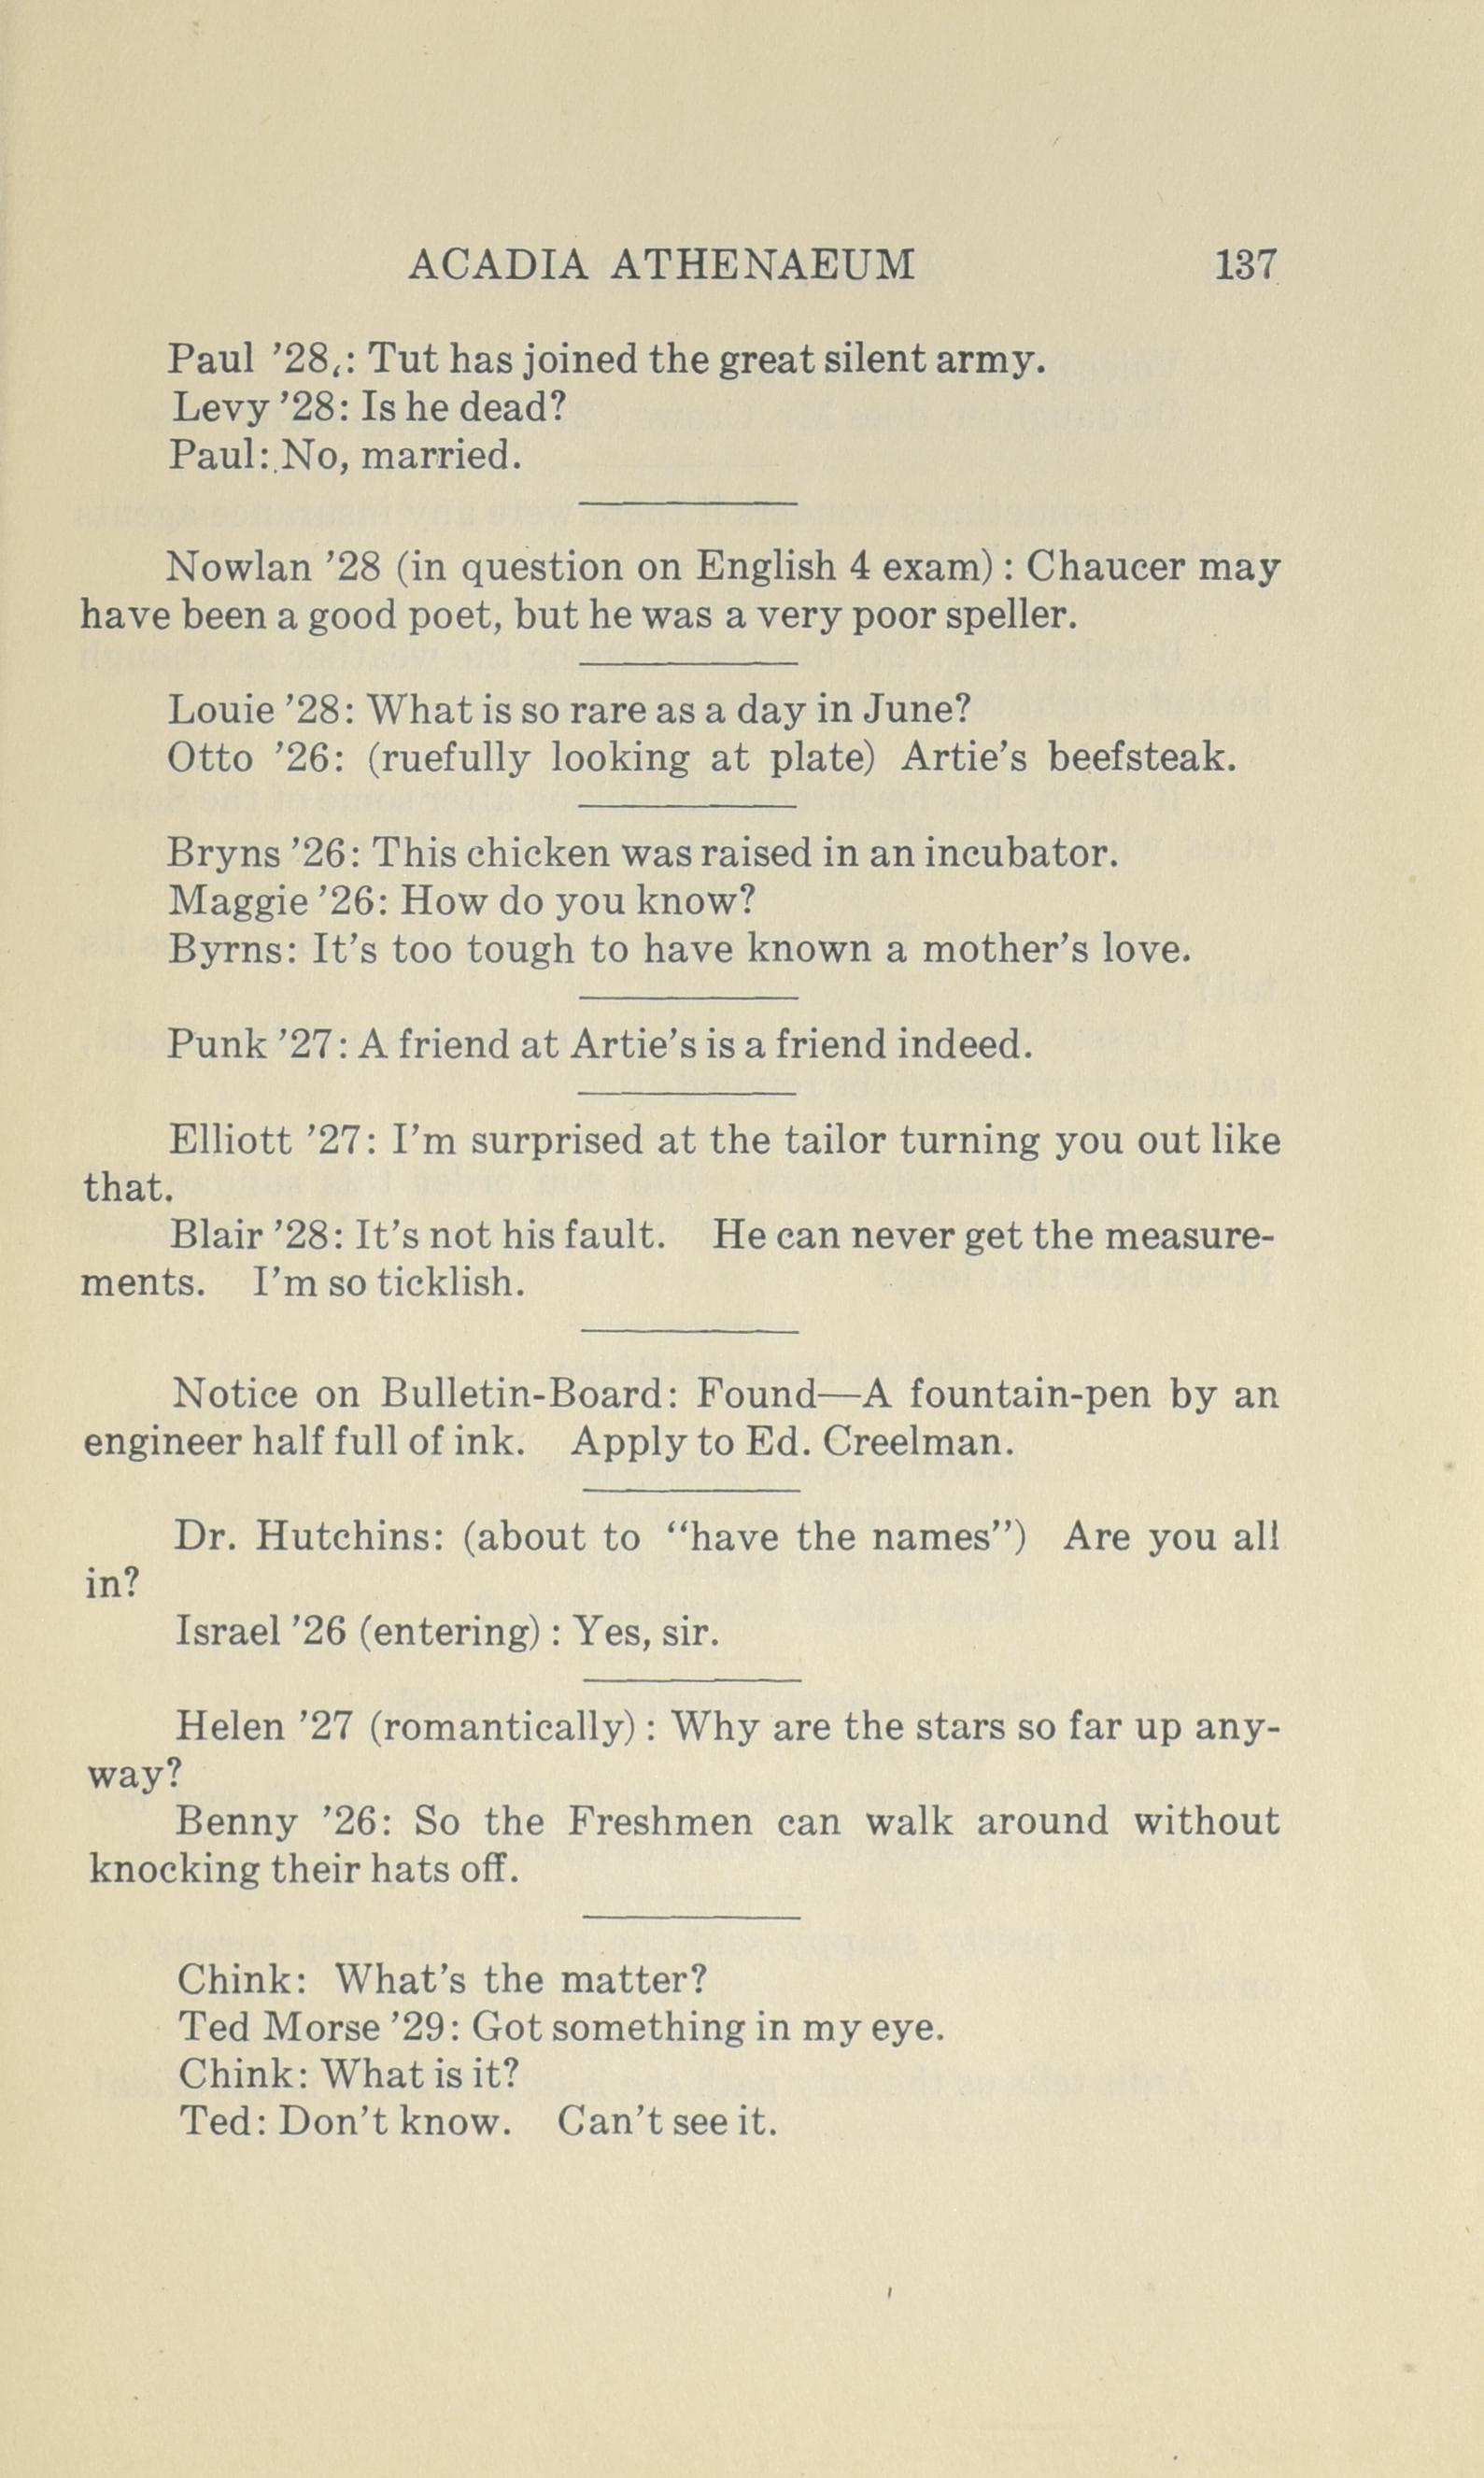 ACADIA ATHENAEUM 137
Paul ’28,: Tut has joined the great silent army.
Levy ’28: Is he dead?
Paul: No, married.
Nowlan ’28 (in question on English 4 exam): Chaucer may
have been a good poet, but he was a very poor speller.
Louie ’28: What is so rare as a day in June?
Otto ’26: (ruefully looking at plate) Artie’s beefsteak.
Bryns ’26: This chicken was raised in an incubator.
Maggie ’26: How do you know?
Byrns: It’s too tough to have known a mother’s love.
Punk ’27: A friend at Artie’s is a friend indeed.
Elliott ’27: I’m surprised at the tailor turning you out like
that.
Blair ’28: It’s not his fault. He can never get the measure-
ments. I’m so ticklish.
Notice on Bulletin-Board: Found—A fountain-pen by an
engineer half full of ink. Apply to Ed. Creelman.
Dr. Hutchins: (about to “have the names”) Are you all
in?
Israel ’26 (entering): Yes, sir.
Helen ’27 (romantically): Why are the stars so far up any-
way?
Benny ’26: So the Freshmen can walk around without
knocking their hats off.
Chink: What’s the matter?
Ted Morse ’29: Got something in my eye.
Chink: What is it?
Ted: Don’t know. Can’t see it.